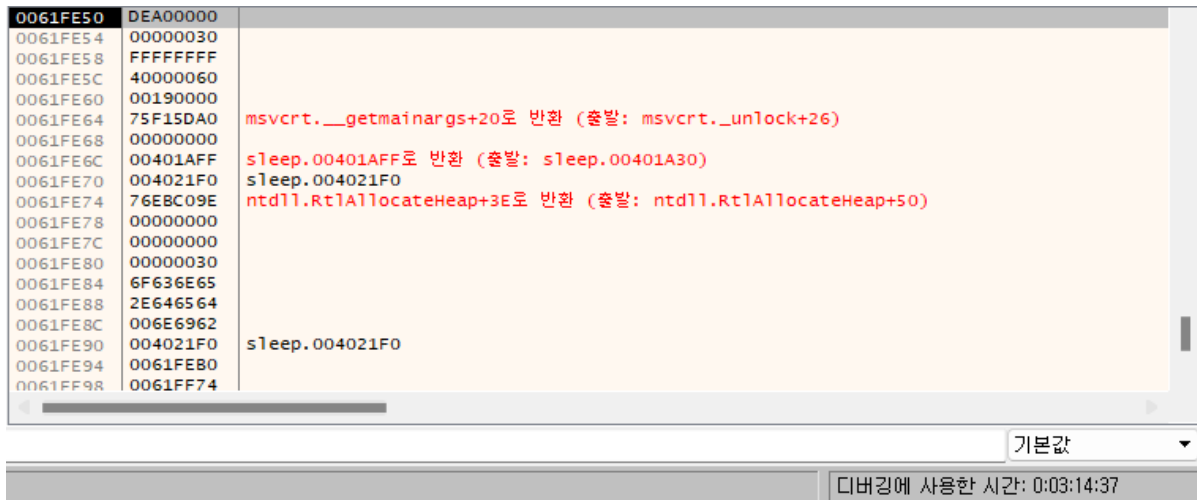 0061FE50 DEA00000
0061FE54 00000030
0061FE58 FFFFFFFF
0061FE5C 40000060
0061FE60 00190000
0061FE64 75F15DA0 msvcrt.__getmainargs+20로 반환 (출발: msvcrt._unlock+26)
0061FE68 00000000
0061FE6C 00401AFF sleep.00401AFF로 반환 (출발: sleep.00401A30)
0061FE70 004021F0 sleep.004021F0
0061FE74 76EBC09E ntdll.RtlAllocateHeap+3E로 반환 (출발: ntdll.RtlAllocateHeap+50)
0061FE78 00000000
0061FE7C 00000000
0061FE80 00000030
0061FE84 6F636E65
0061FE88 2E646564
0061FE8C 006E6962
0061FE90 004021F0 sleep.004021F0
0061FE94 0061FEB0
0061FE98 0061FF74
기본값
디버깅에 사용한 시간: 0:03:14:37